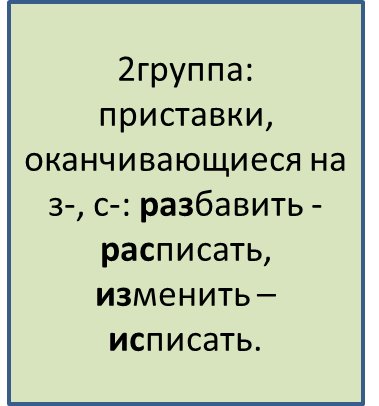 2группа:
приставки,
оканчивающиеся на
з-, с-: разбавить -
расписать,
изменить –
исписать.